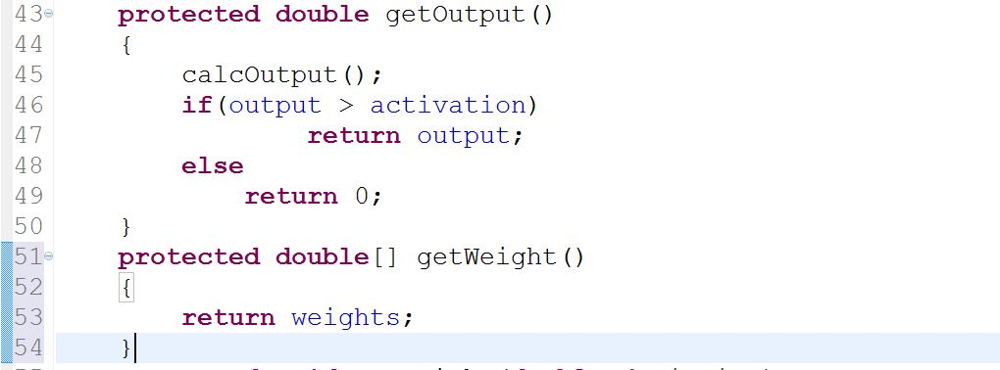 43 protected double getOutput()
44 {
45 calcOutput();
46 if(output > activation)
47 return output;
48 else
49 return 0;
50 }
51 protected double[] getWeight()
52 {
53 return weights;
54 }